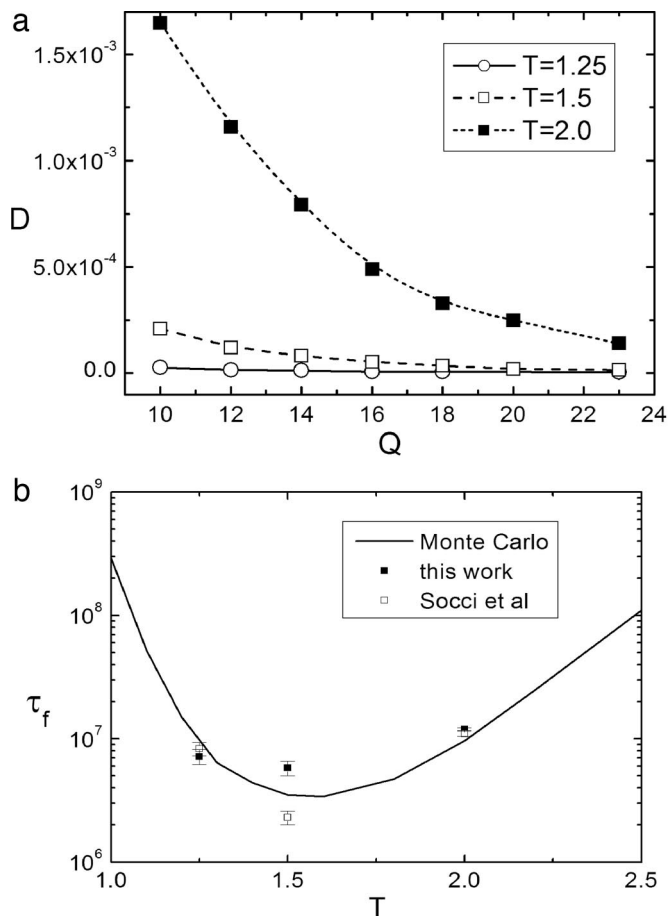 a
1.5x10⁻³
1.0x10⁻³
5.0x10⁻⁴
0.0
D
T=1.25
T=1.5
T=2.0
10 12 14 16 18 20 22 24
Q
b
10⁹
10⁸
10⁷
10⁶
τf
Monte Carlo
this work
Socci et al
1.0 1.5 2.0 2.5
T